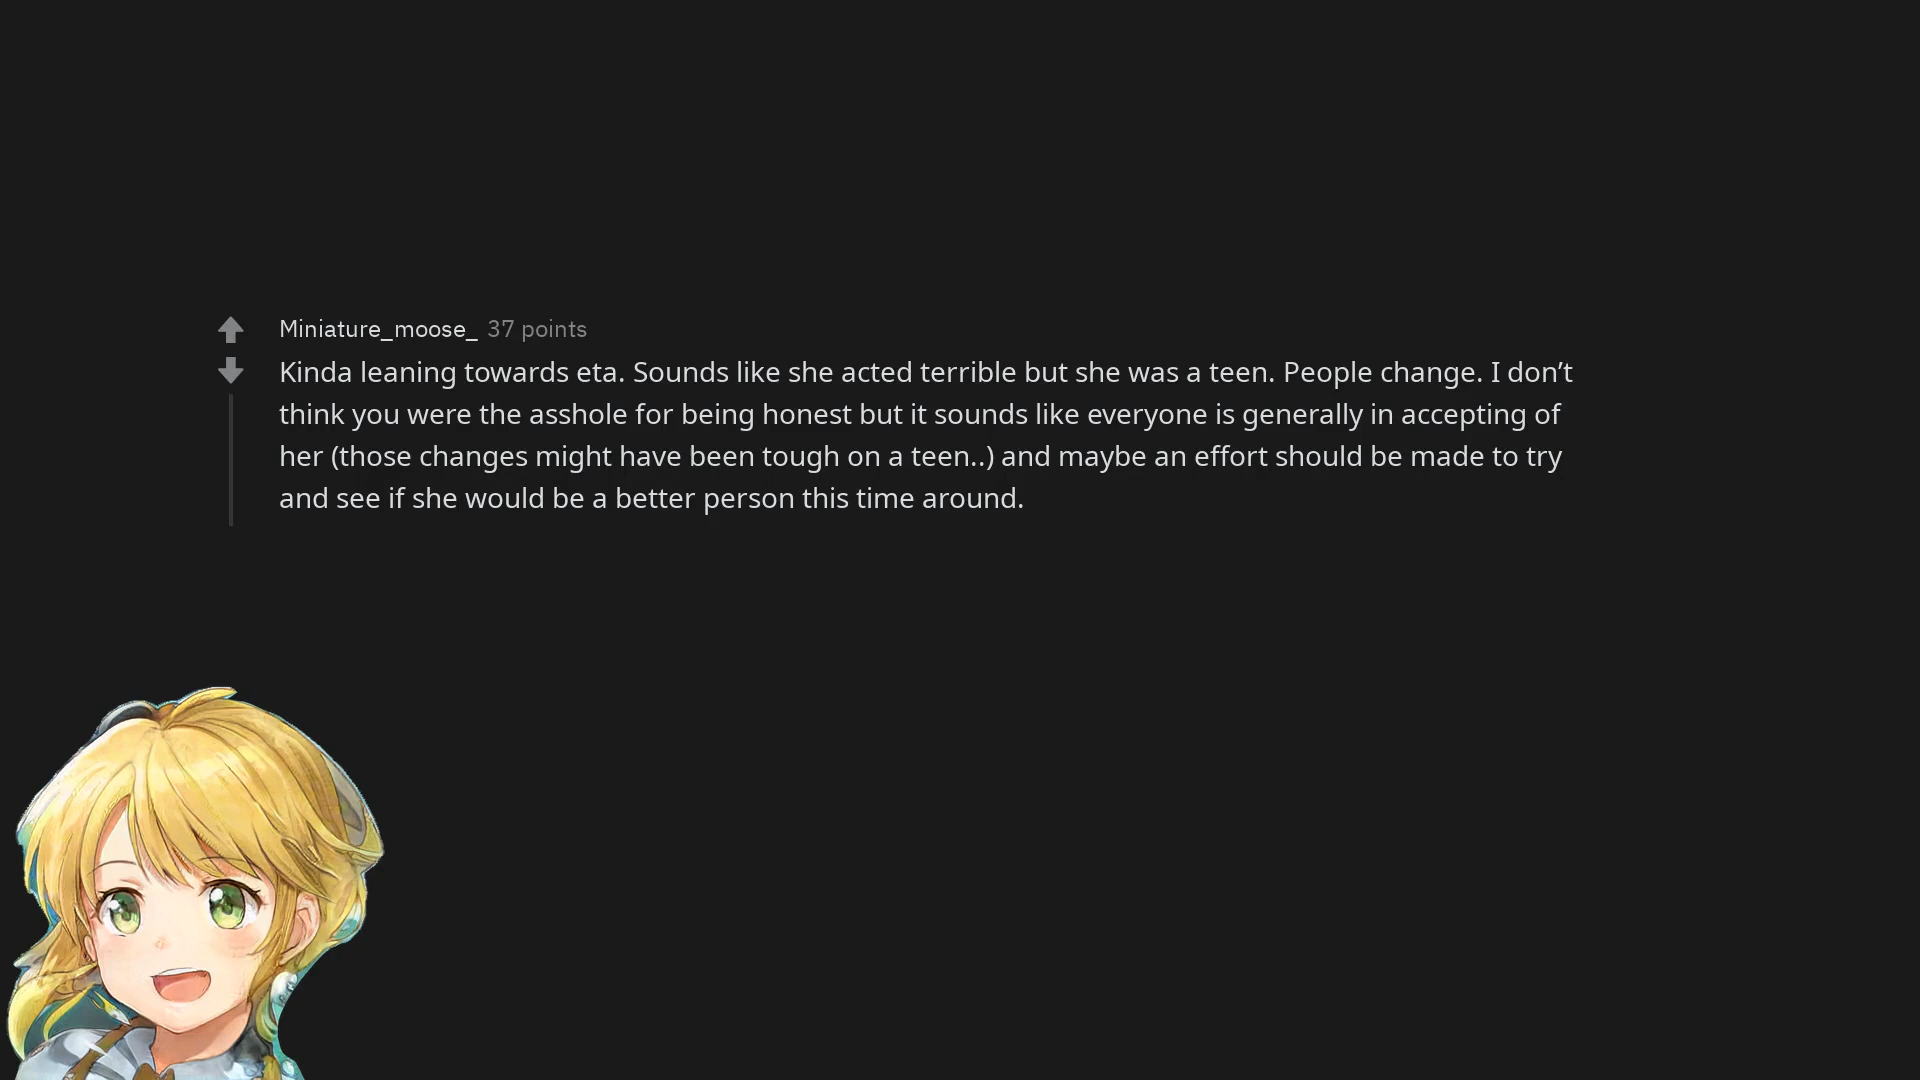 Miniature_moose_ 37 points
Kinda leaning towards eta. Sounds like she acted terrible but she was a teen. People change. I don’t
think you were the asshole for being honest but it sounds like everyone is generally in accepting of
her (those changes might have been tough on a teen..) and maybe an effort should be made to try
and see if she would be a better person this time around.